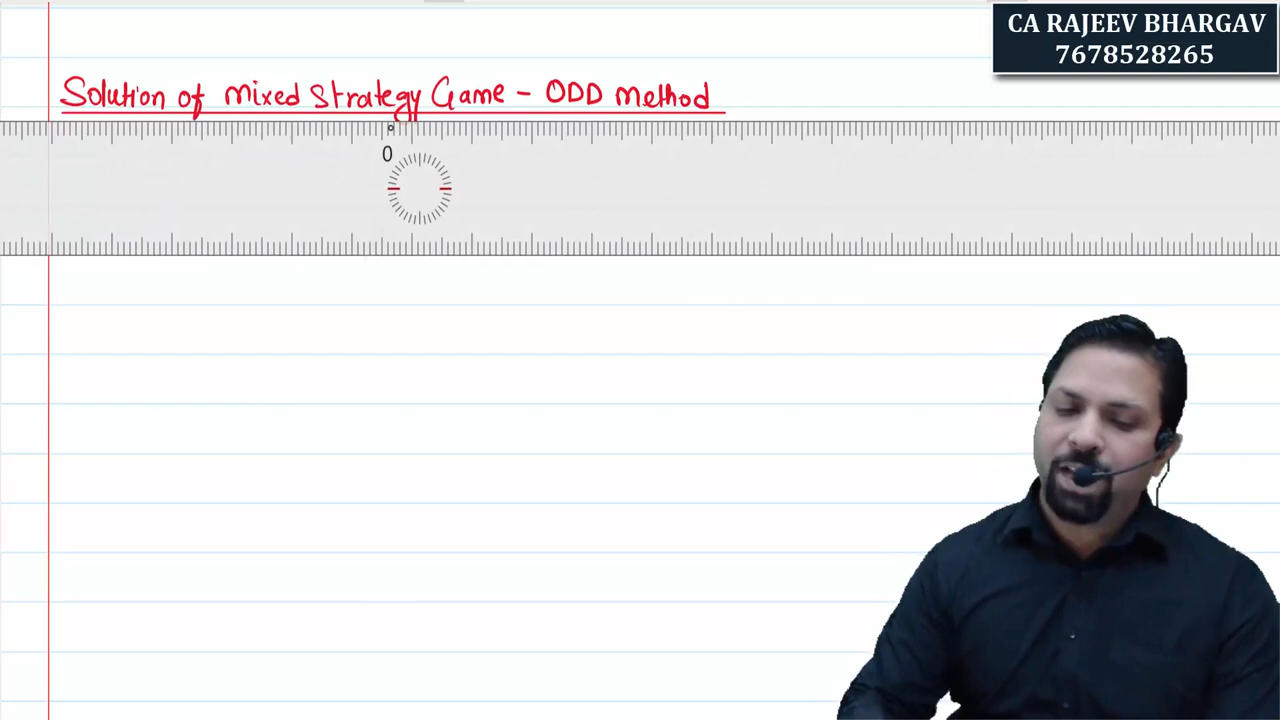 CA RAJEEV BHARGAV
7678528265
Solution of Mixed Strategy Game - ODD Method
0